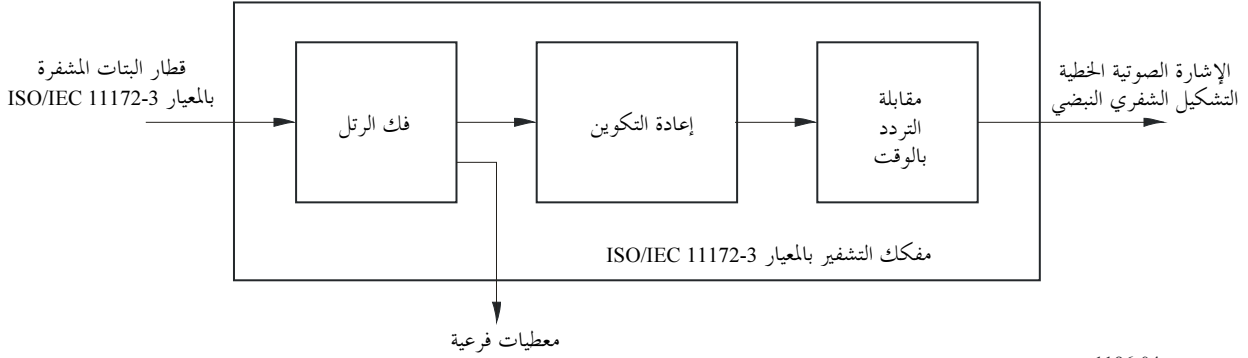 قطار البتات المشفرة
بالمعيار ISO/IEC 11172-3
فك الرتل
إعادة التكوين
مقابلة
التردد
بالوقت
الإشارة الصوتية الخطية
التشكيل الشفري النبضي
مفكك التشفير بالمعيار ISO/IEC 11172-3
معطيات فرعية